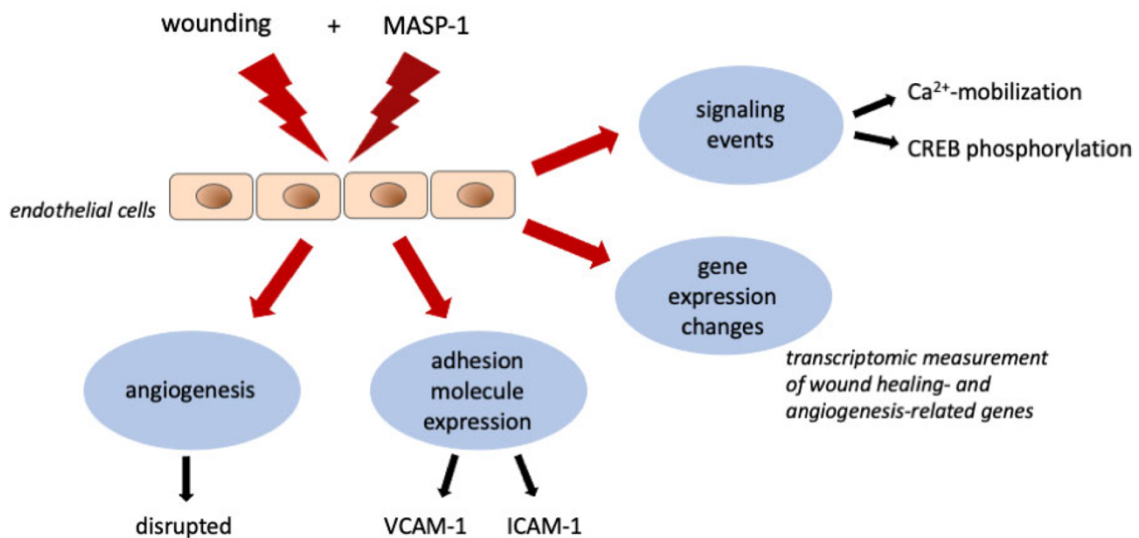 wounding + MASP-1
signaling
events
Ca²⁺-mobilization
CREB phosphorylation
endothelial cells
gene
expression
changes
transcriptomic measurement
of wound healing- and
angiogenesis-related genes
angiogenesis
adhesion
molecule
expression
disrupted
VCAM-1 ICAM-1